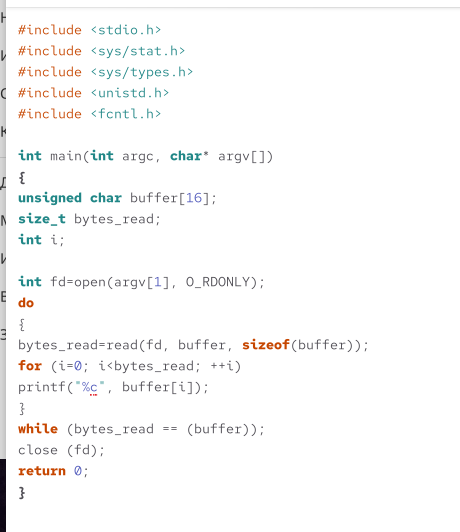 #include <stdio.h>
#include <sys/stat.h>
#include <sys/types.h>
#include <unistd.h>
#include <fcntl.h>
int main(int argc, char* argv[])
{
unsigned char buffer[16];
size_t bytes_read;
int i;
int fd=open(argv[1], O_RDONLY);
do
{
bytes_read=read(fd, buffer, sizeof(buffer));
for (i=0; i<bytes_read; ++i)
printf("%c", buffer[i]);
}
while (bytes_read == (buffer));
close (fd);
return 0;
}